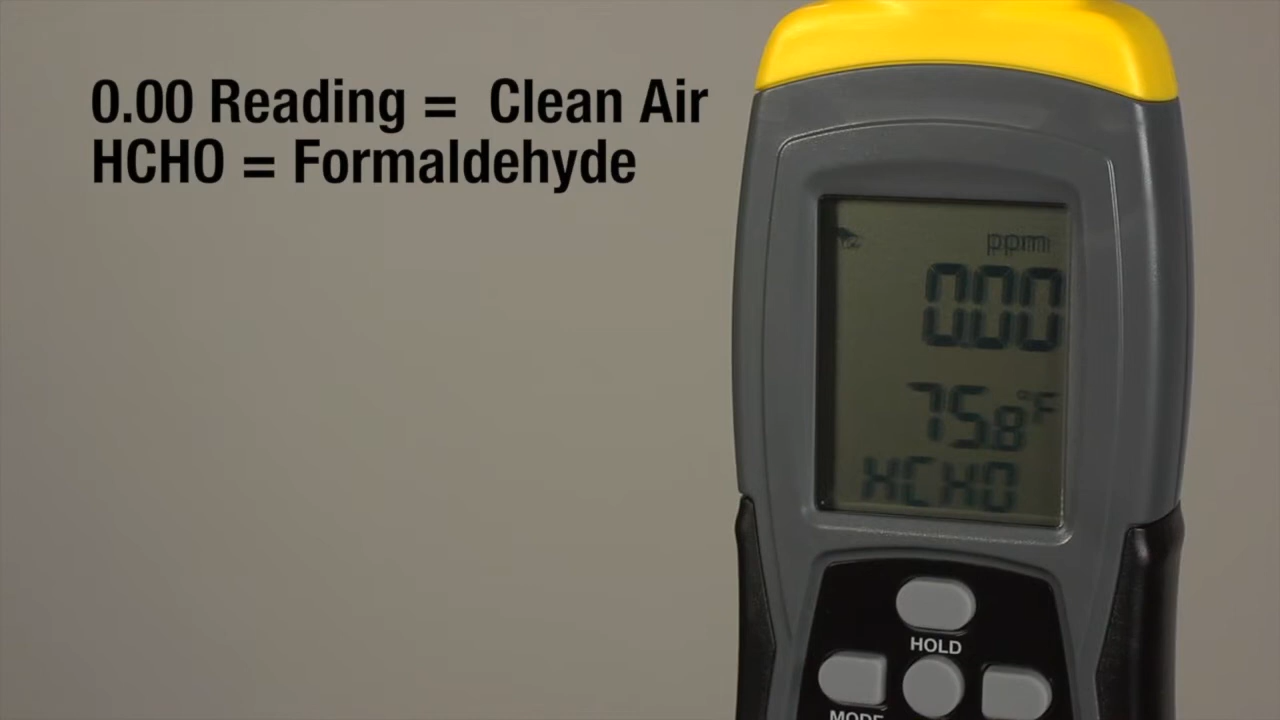 0.00 Reading = Clean Air
HCHO = Formaldehyde
ppm
0.00
75.8°F
HCHO
HOLD
MODE